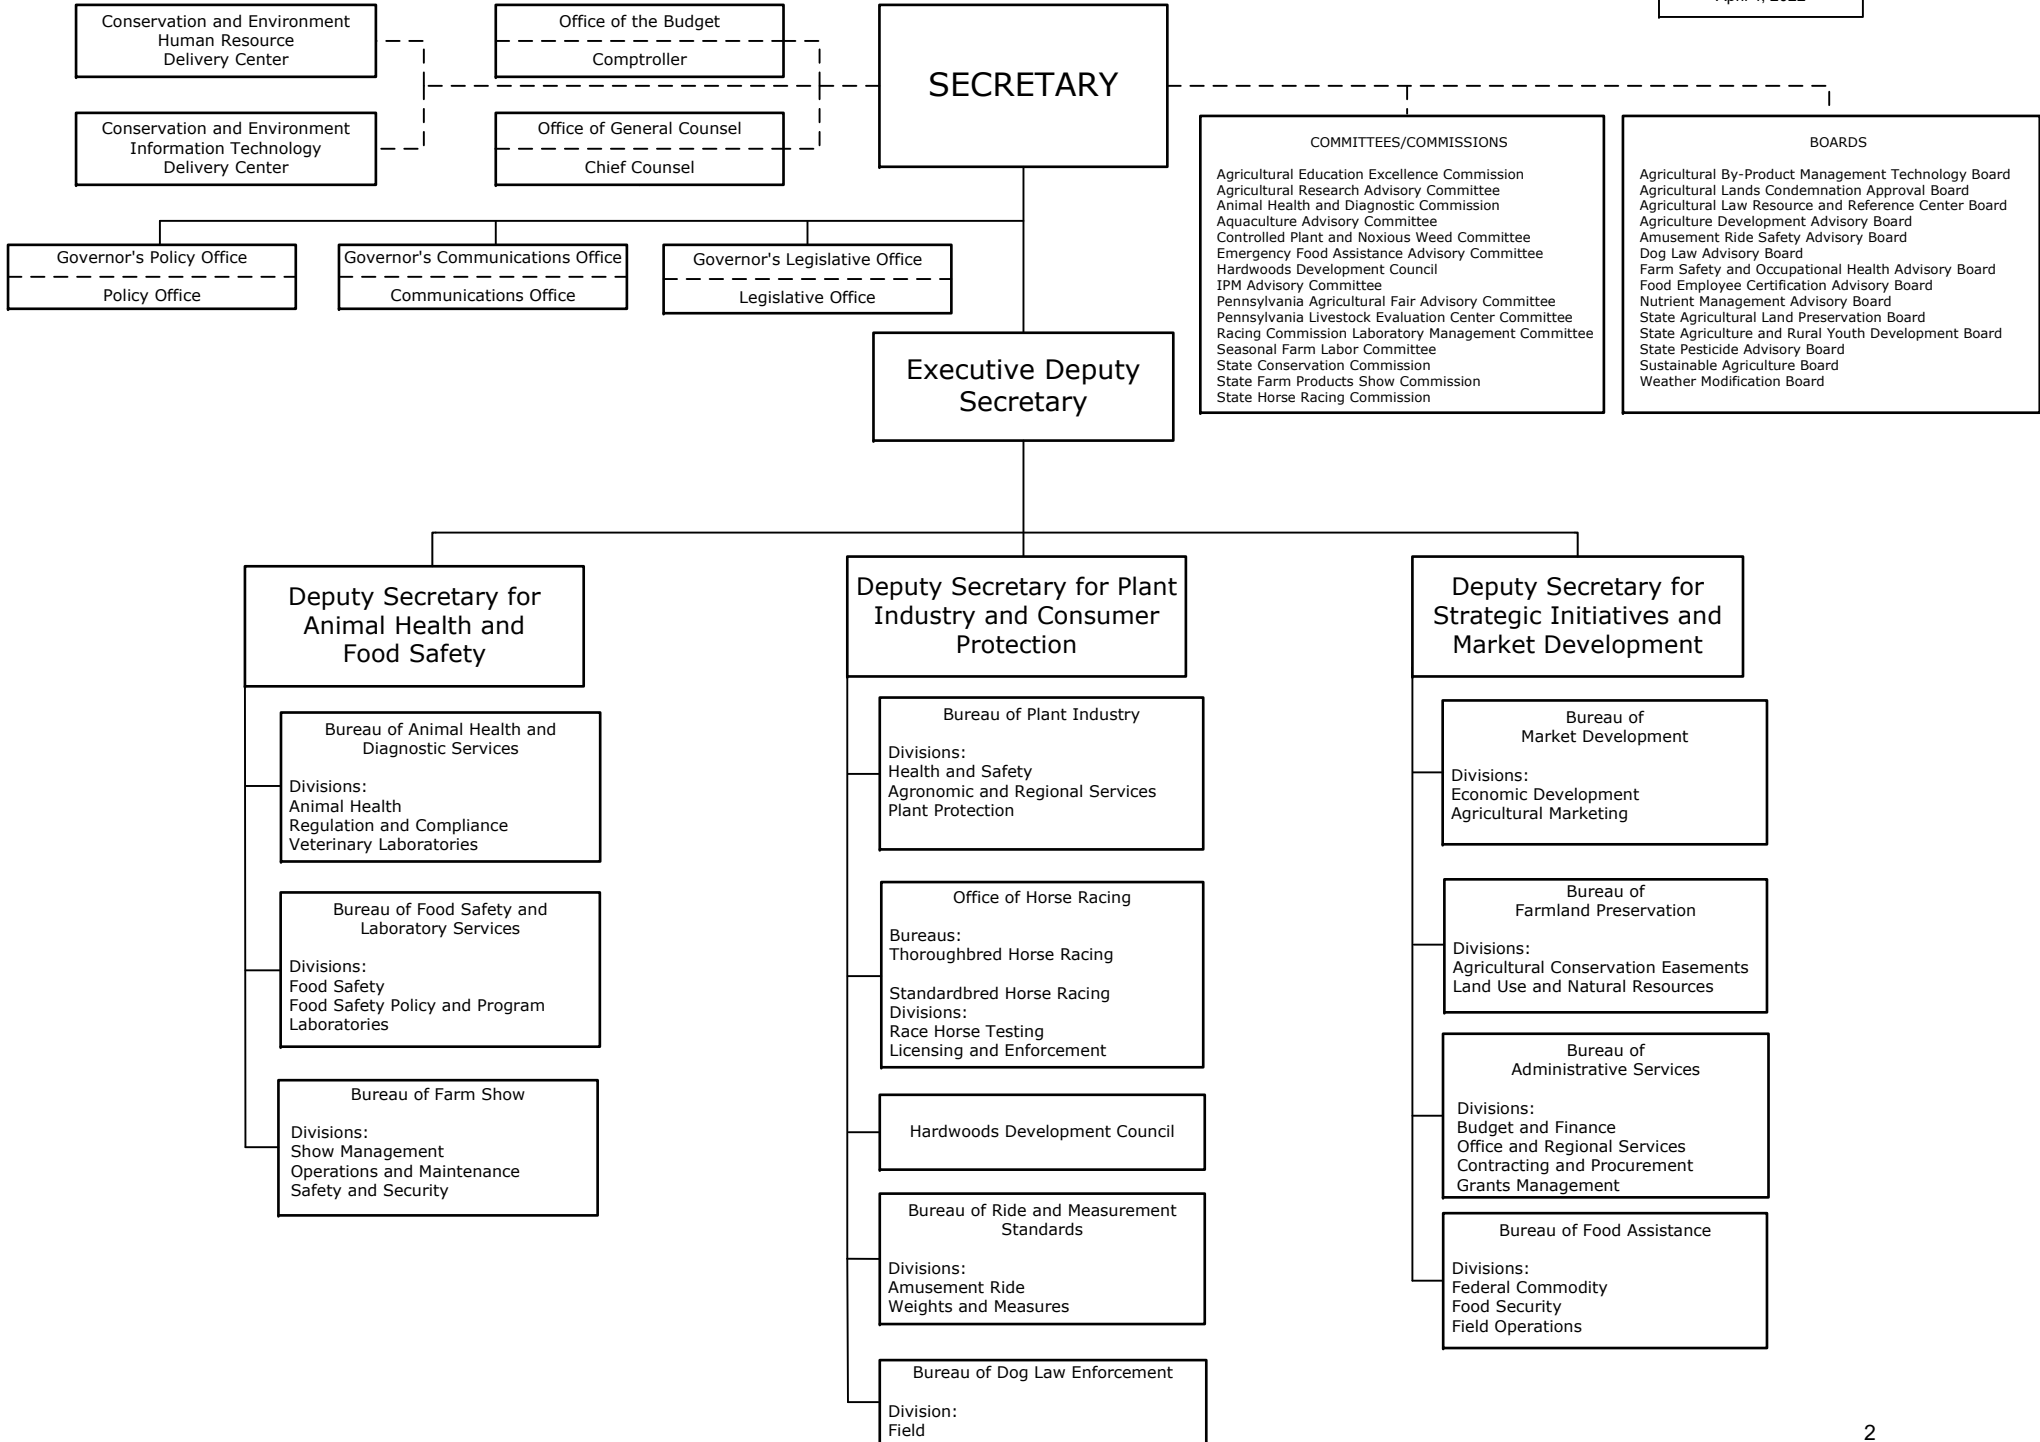 April 4, 2022
Conservation and Environment
Human Resource
Delivery Center
Office of the Budget
Comptroller
SECRETARY
Conservation and Environment
Information Technology
Delivery Center
Office of General Counsel
Chief Counsel
COMMITTEES/COMMISSIONS
Agricultural Education Excellence Commission
Agricultural Research Advisory Committee
Animal Health and Diagnostic Commission
Aquaculture Advisory Committee
Controlled Plant and Noxious Weed Committee
Emergency Food Assistance Advisory Committee
Hardwoods Development Council
IPM Advisory Committee
Pennsylvania Agricultural Fair Advisory Committee
Pennsylvania Livestock Evaluation Center Committee
Racing Commission Laboratory Management Committee
Seasonal Farm Labor Committee
State Conservation Commission
State Farm Products Show Commission
State Horse Racing Commission
BOARDS
Agricultural By-Product Management Technology Board
Agricultural Lands Condemnation Approval Board
Agricultural Law Resource and Reference Center Board
Agriculture Development Advisory Board
Amusement Ride Safety Advisory Board
Dog Law Advisory Board
Farm Safety and Occupational Health Advisory Board
Food Employee Certification Advisory Board
Nutrient Management Advisory Board
State Agricultural Land Preservation Board
State Agriculture and Rural Youth Development Board
State Pesticide Advisory Board
Sustainable Agriculture Board
Weather Modification Board
Governor's Policy Office
Policy Office
Governor's Communications Office
Communications Office
Governor's Legislative Office
Legislative Office
Executive Deputy
Secretary
Deputy Secretary for
Animal Health and
Food Safety
Bureau of Animal Health and
Diagnostic Services
Divisions:
Animal Health
Regulation and Compliance
Veterinary Laboratories
Bureau of Food Safety and
Laboratory Services
Divisions:
Food Safety
Food Safety Policy and Program
Laboratories
Bureau of Farm Show
Divisions:
Show Management
Operations and Maintenance
Safety and Security
Deputy Secretary for Plant
Industry and Consumer
Protection
Bureau of Plant Industry
Divisions:
Health and Safety
Agronomic and Regional Services
Plant Protection
Office of Horse Racing
Bureaus:
Thoroughbred Horse Racing
Standardbred Horse Racing
Divisions:
Race Horse Testing
Licensing and Enforcement
Hardwoods Development Council
Bureau of Ride and Measurement
Standards
Divisions:
Amusement Ride
Weights and Measures
Bureau of Dog Law Enforcement
Division:
Field
Deputy Secretary for
Strategic Initiatives and
Market Development
Bureau of
Market Development
Divisions:
Economic Development
Agricultural Marketing
Bureau of
Farmland Preservation
Divisions:
Agricultural Conservation Easements
Land Use and Natural Resources
Bureau of
Administrative Services
Divisions:
Budget and Finance
Office and Regional Services
Contracting and Procurement
Grants Management
Bureau of Food Assistance
Divisions:
Federal Commodity
Food Security
Field Operations
2